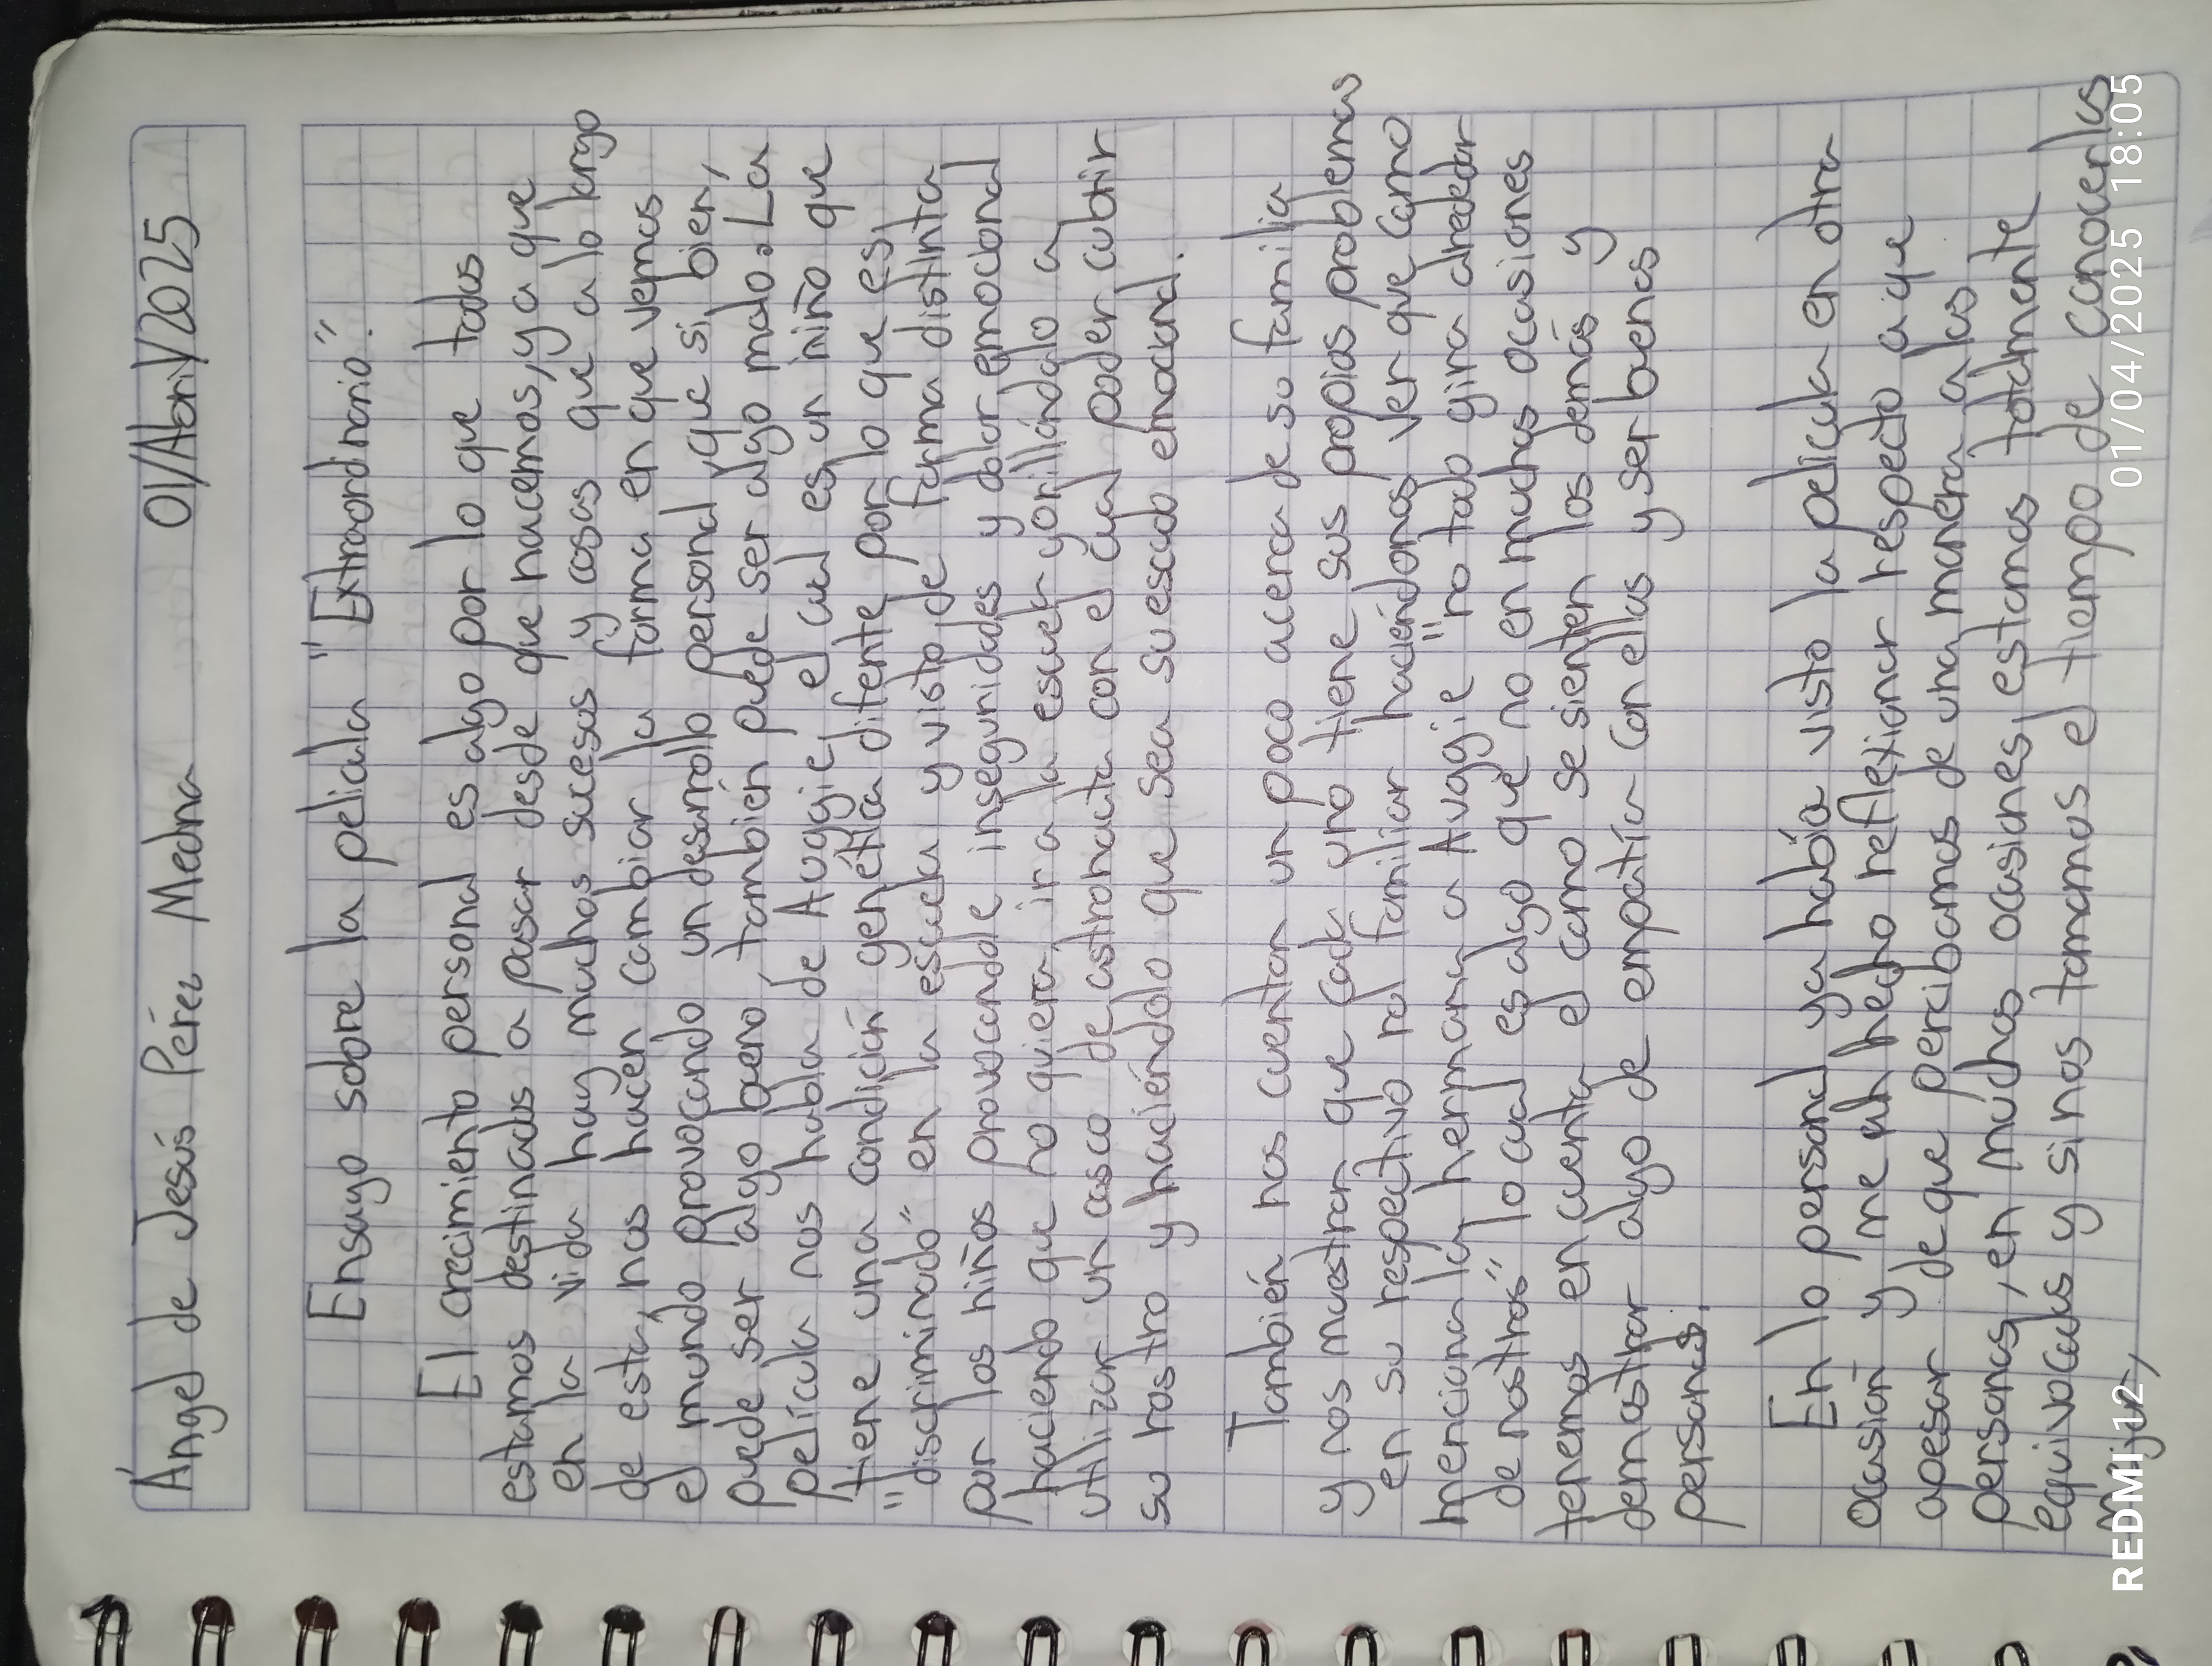 Ángel de Jesús Pérez Medina 01/Abril/2025
Ensayo sobre la pelicula "Extraordinario".
El crecimiento personal es algo por lo que todos
estamos destinados a pasar desde que nacemos, ya que
en la vida hay muchos sucesos y cosas que a lo largo
de esta, nos hacen cambiar la forma en que vemos
el mundo provocando un desarrollo personal, que si bien,
puede ser algo bueno, también puede ser algo malo. La
película nos habla de Auggie, el cual es un niño que
tiene una condición genética difente por lo que es
"discriminado" en la escuela y visto de forma distinta
por los niños provocandole inseguridades y dolor emocional
haciendo que no quiera ir a la escuela y orillándolo a
utilizar un casco de astronauta con el cual poder cubrir
su rostro y haciéndolo que sea su escudo emocional.
También nos cuentan un poco acerca de su familia
y nos muestran que cada uno tiene sus propios problemas
en su respectivo rol familiar haciéndonos ver que como
menciona la hermana a Auggie "no todo gira alrededor
de nostros" lo cual es algo que no en muchas ocasiones
tenemos en cuenta el como se sienten los demás y
demostrar algo de empatía con ellos y ser buenas
personas.
En lo personal ya había visto la pelicula en otra
ocasión y me hecho reflexionar respecto a que
apesar de que percibamos de una manera a las
personas, en muchas ocasiones estamos totalmente
equivocados y si nos tomamos el tiempo de conocerlos
mejor,
REDMI 12 01/04/2025 18:05